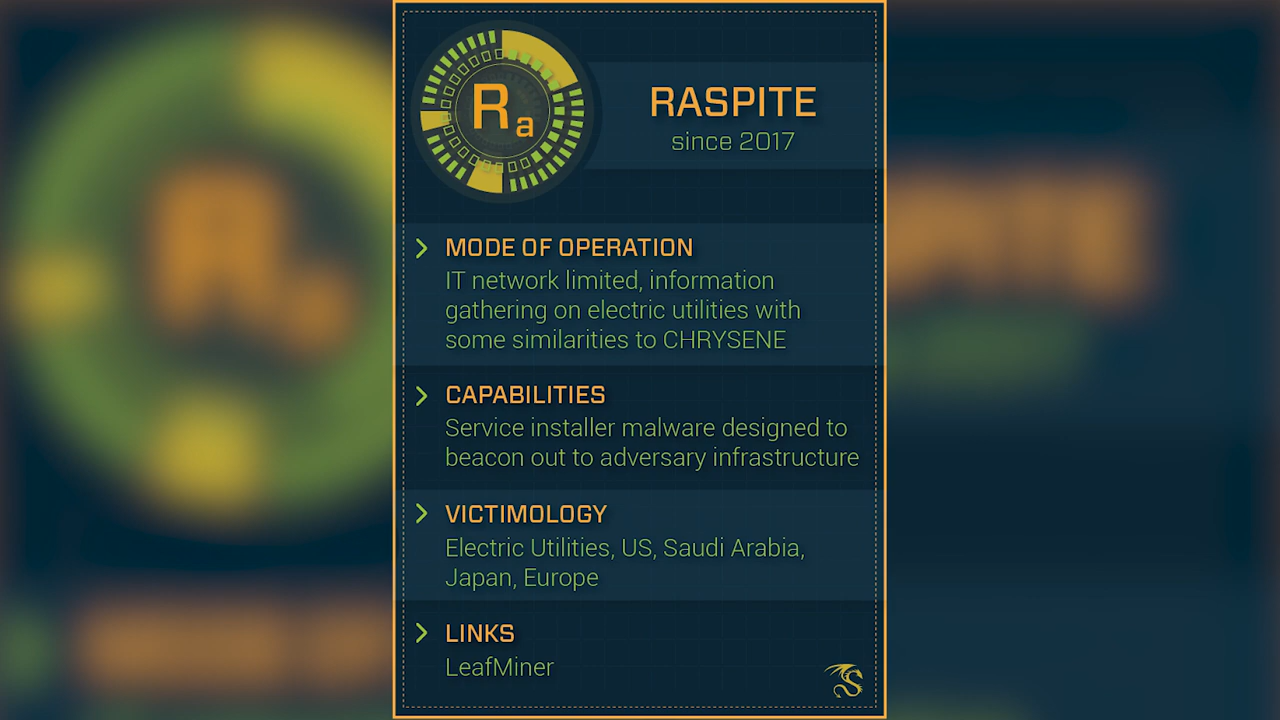 Ra
RASPITE
since 2017
MODE OF OPERATION
IT network limited, information
gathering on electric utilities with
some similarities to CHRYSENE
CAPABILITIES
Service installer malware designed to
beacon out to adversary infrastructure
VICTIMOLOGY
Electric Utilities, US, Saudi Arabia,
Japan, Europe
LINKS
LeafMiner